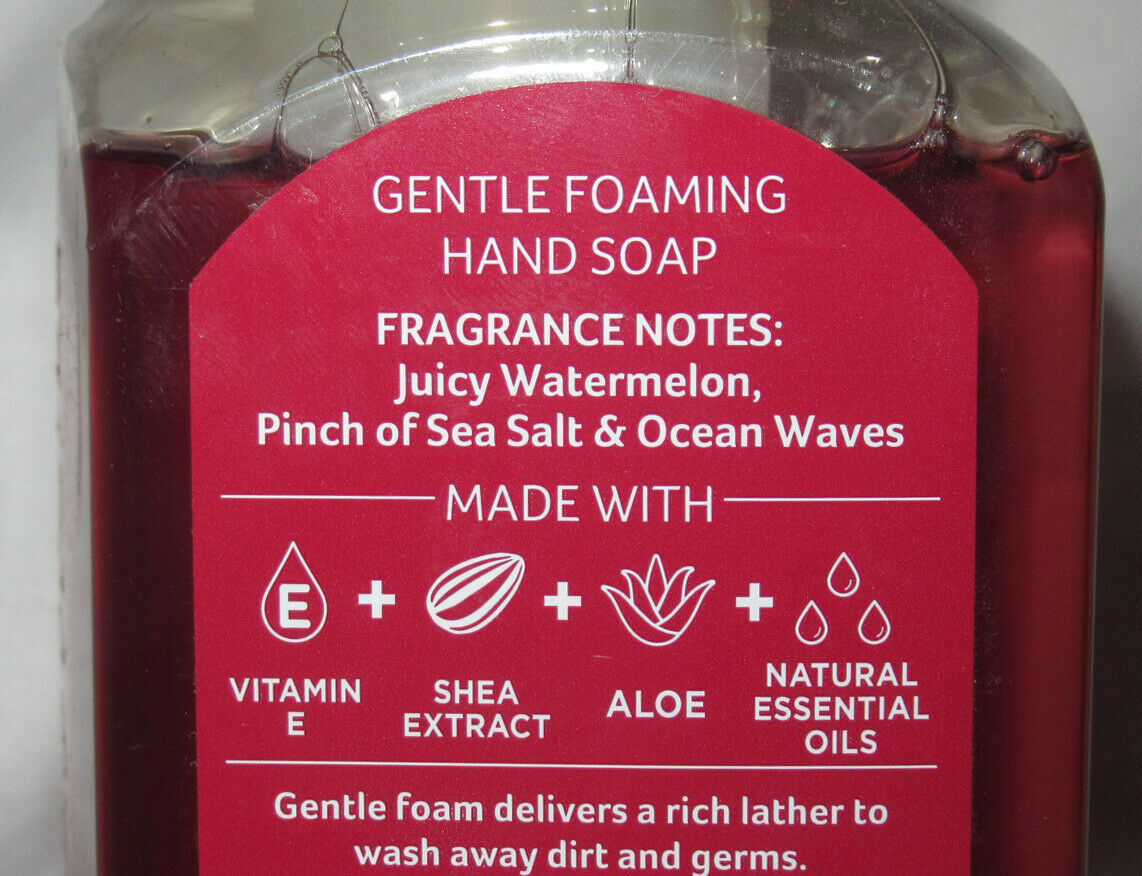 GENTLE FOAMING
HAND SOAP
FRAGRANCE NOTES:
Juicy Watermelon,
Pinch of Sea Salt & Ocean Waves
MADE WITH
E + + +
VITAMIN
E
SHEA
EXTRACT
ALOE
NATURAL
ESSENTIAL
OILS
Gentle foam delivers a rich lather to
wash away dirt and germs.